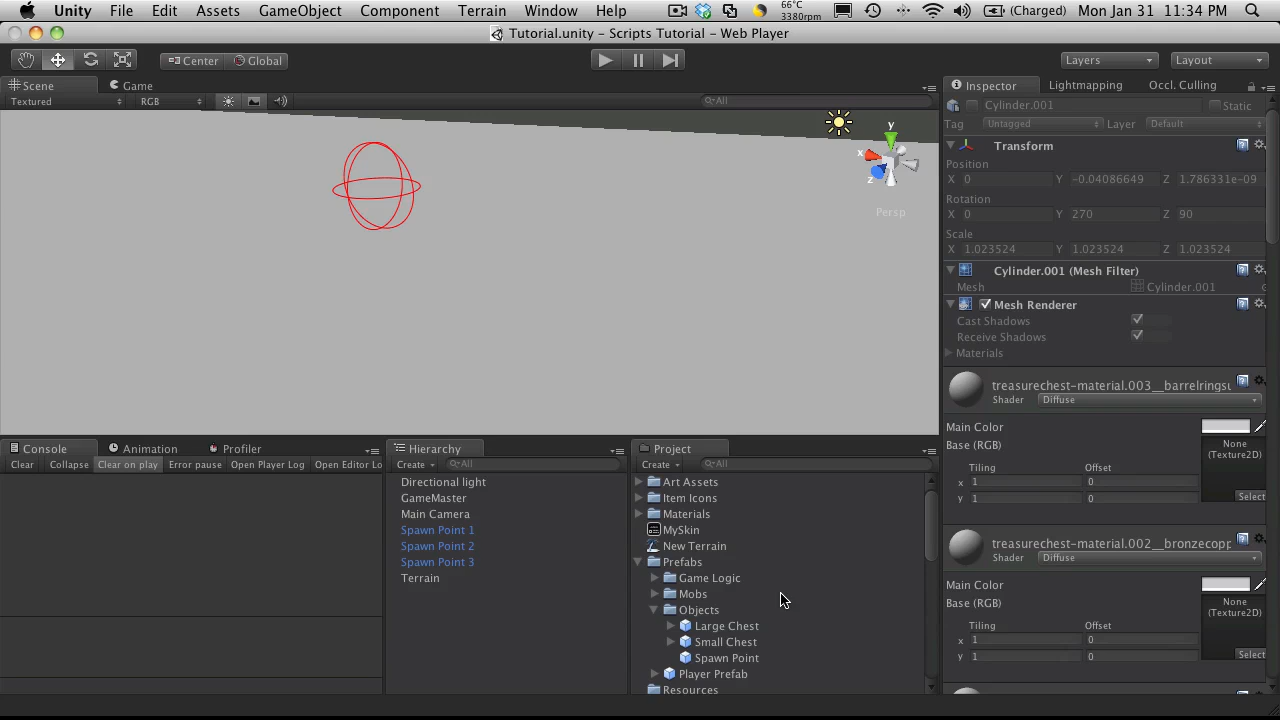 Unity File Edit Assets GameObject Component Terrain Window Help 66°C 3380rpm (Charged) Mon Jan 31 11:34 PM
Tutorial.unity – Scripts Tutorial – Web Player
Center Global Layers Layout
Scene Game
Textured RGB All
y
x
z
Persp
Inspector Lightmapping Occl. Culling
Cylinder.001 Static
Tag Untagged Layer Default
Transform
Position
X 0 Y -0.04086649 Z 1.786331e-09
Rotation
X 0 Y 270 Z 90
Scale
X 1.023524 Y 1.023524 Z 1.023524
Cylinder.001 (Mesh Filter)
Mesh Cylinder.001
Mesh Renderer
Cast Shadows
Receive Shadows
Materials
treasurechest-material.003__barrelringsu
Shader Diffuse
Main Color
Base (RGB) None
(Texture2D)
Tiling Offset
x 1 0
y 1 0
Select
treasurechest-material.002__bronzecopp
Shader Diffuse
Main Color
Base (RGB) None
(Texture2D)
Tiling Offset
x 1 0
y 1 0
Select
Console Animation Profiler
Clear Collapse Clear on play Error pause Open Player Log Open Editor Lo
Hierarchy
Create All
Directional light
GameMaster
Main Camera
Spawn Point 1
Spawn Point 2
Spawn Point 3
Terrain
Project
Create All
Art Assets
Item Icons
Materials
MySkin
New Terrain
Prefabs
Game Logic
Mobs
Objects
Large Chest
Small Chest
Spawn Point
Player Prefab
Resources